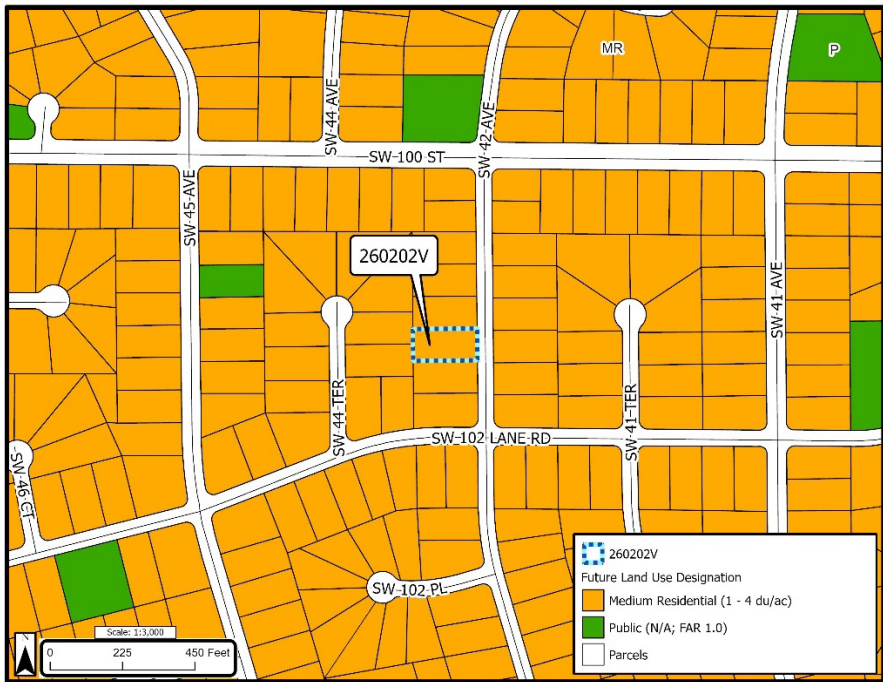 MR
P
SW 44 AVE
SW 42 AVE
SW 100 ST
SW 45 AVE
260202V
SW 41 AVE
SW 44 TER
SW 41 TER
SW 102 LANE RD
SW 46 CT
SW 102 PL
260202V
Future Land Use Designation
Medium Residential (1 - 4 du/ac)
Public (N/A; FAR 1.0)
Parcels
Scale: 1:3,000
0 225 450 Feet